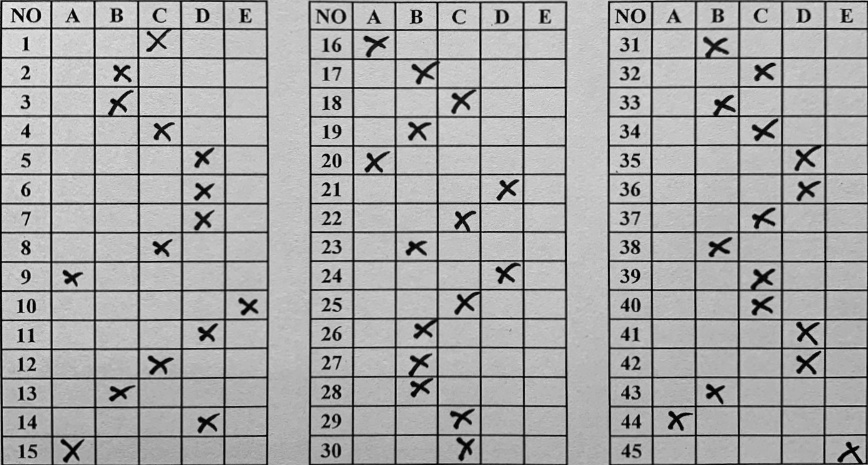 NO A B C D E NO A B C D E NO A B C D E
1 X 16 X 31 X
2 X 17 X 32 X
3 X 18 X 33 X
4 X 19 X 34 X
5 X 20 X 35 X
6 X 21 X 36 X
7 X 22 X 37 X
8 X 23 X 38 X
9 X 24 X 39 X
10 X 25 X 40 X
11 X 26 X 41 X
12 X 27 X 42 X
13 X 28 X 43 X
14 X 29 X 44 X
15 X 30 X 45 X